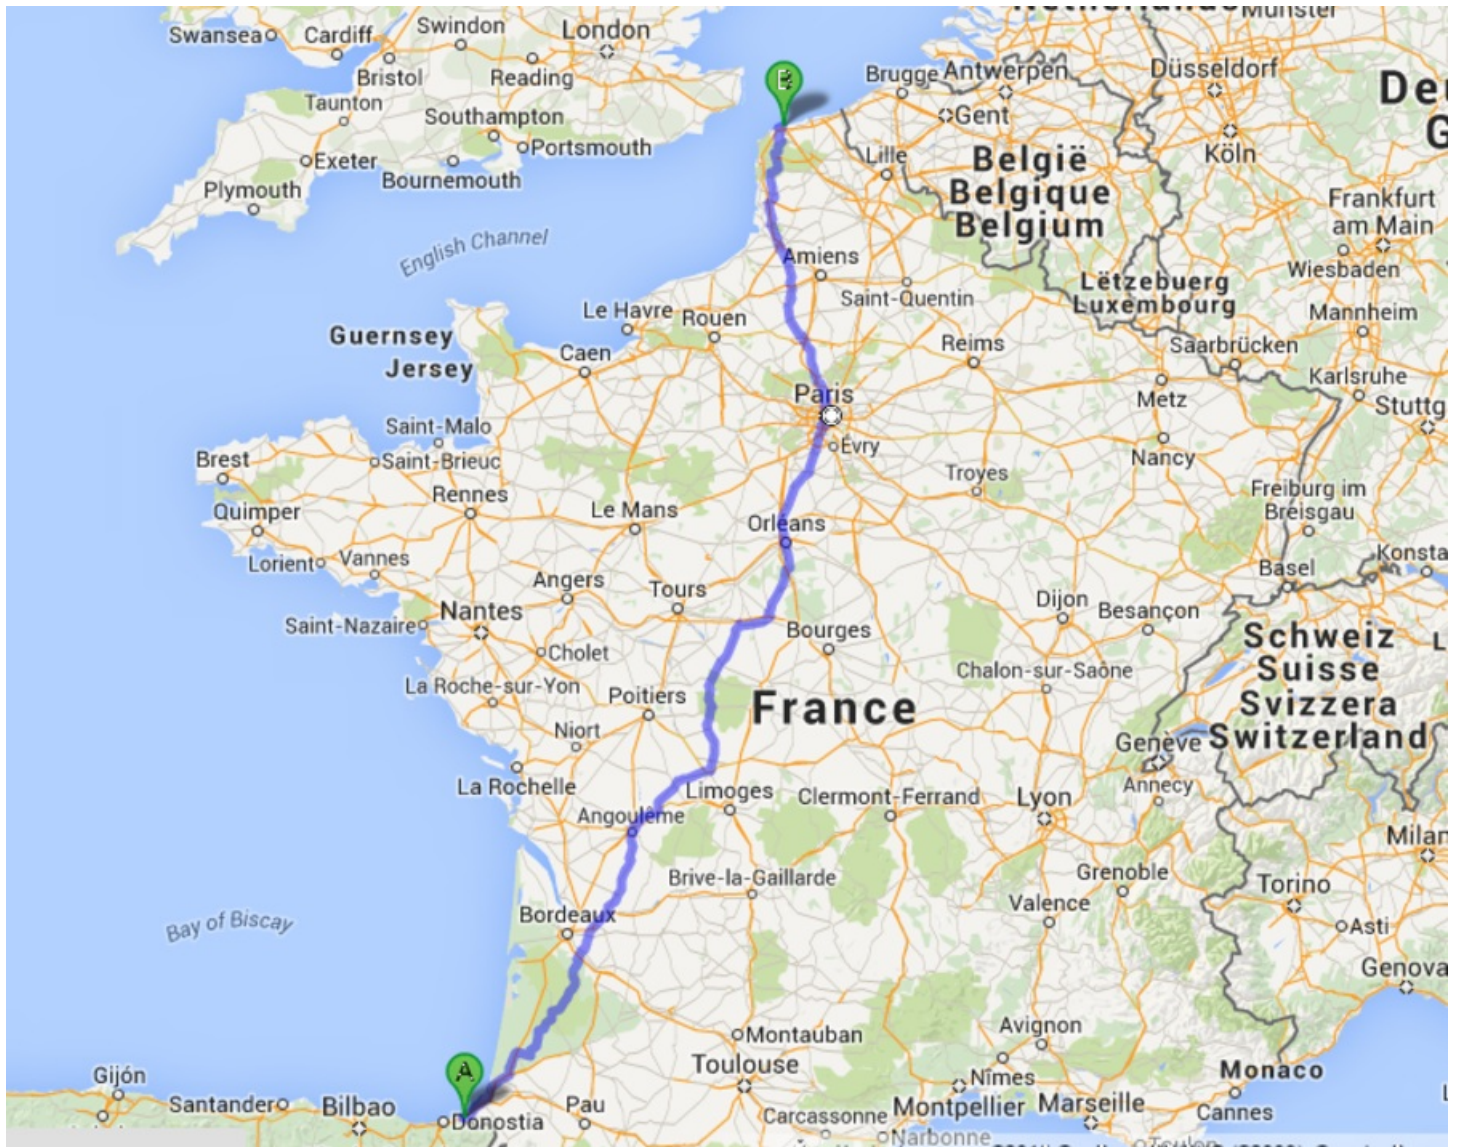 Netherlands
Münster
Swansea
Cardiff
Swindon
London
Bristol
Reading
B
Brugge
Antwerpen
Düsseldorf
Taunton
Southampton
Gent
Portsmouth
Exeter
Bournemouth
Lille
België
Belgique
Belgium
Köln
Plymouth
Frankfurt
am Main
English Channel
Amiens
Saint-Quentin
Lëtzebuerg
Luxembourg
Wiesbaden
Le Havre
Rouen
Mannheim
Guernsey
Jersey
Caen
Reims
Saarbrücken
Paris
Metz
Karlsruhe
Stuttg
Saint-Malo
Saint-Brieuc
Évry
Brest
Nancy
Troyes
Rennes
Le Mans
Freiburg im
Breisgau
Quimper
Orléans
Lorient
Vannes
Konsta
Angers
Tours
Basel
Nantes
Dijon
Besançon
Saint-Nazaire
Bourges
Cholet
Schweiz
Suisse
Svizzera
Switzerland
La Roche-sur-Yon
Poitiers
Chalon-sur-Saône
France
Niort
Genève
La Rochelle
Limoges
Clermont-Ferrand
Lyon
Annecy
Angoulême
Milan
Brive-la-Gaillarde
Grenoble
Torino
Bordeaux
Valence
Asti
Bay of Biscay
Genova
Montauban
Avignon
Toulouse
Nîmes
Monaco
A
Gijón
Santander
Bilbao
Donostia
Pau
Carcassonne
Montpellier
Marseille
Cannes
Narbonne
Toulon